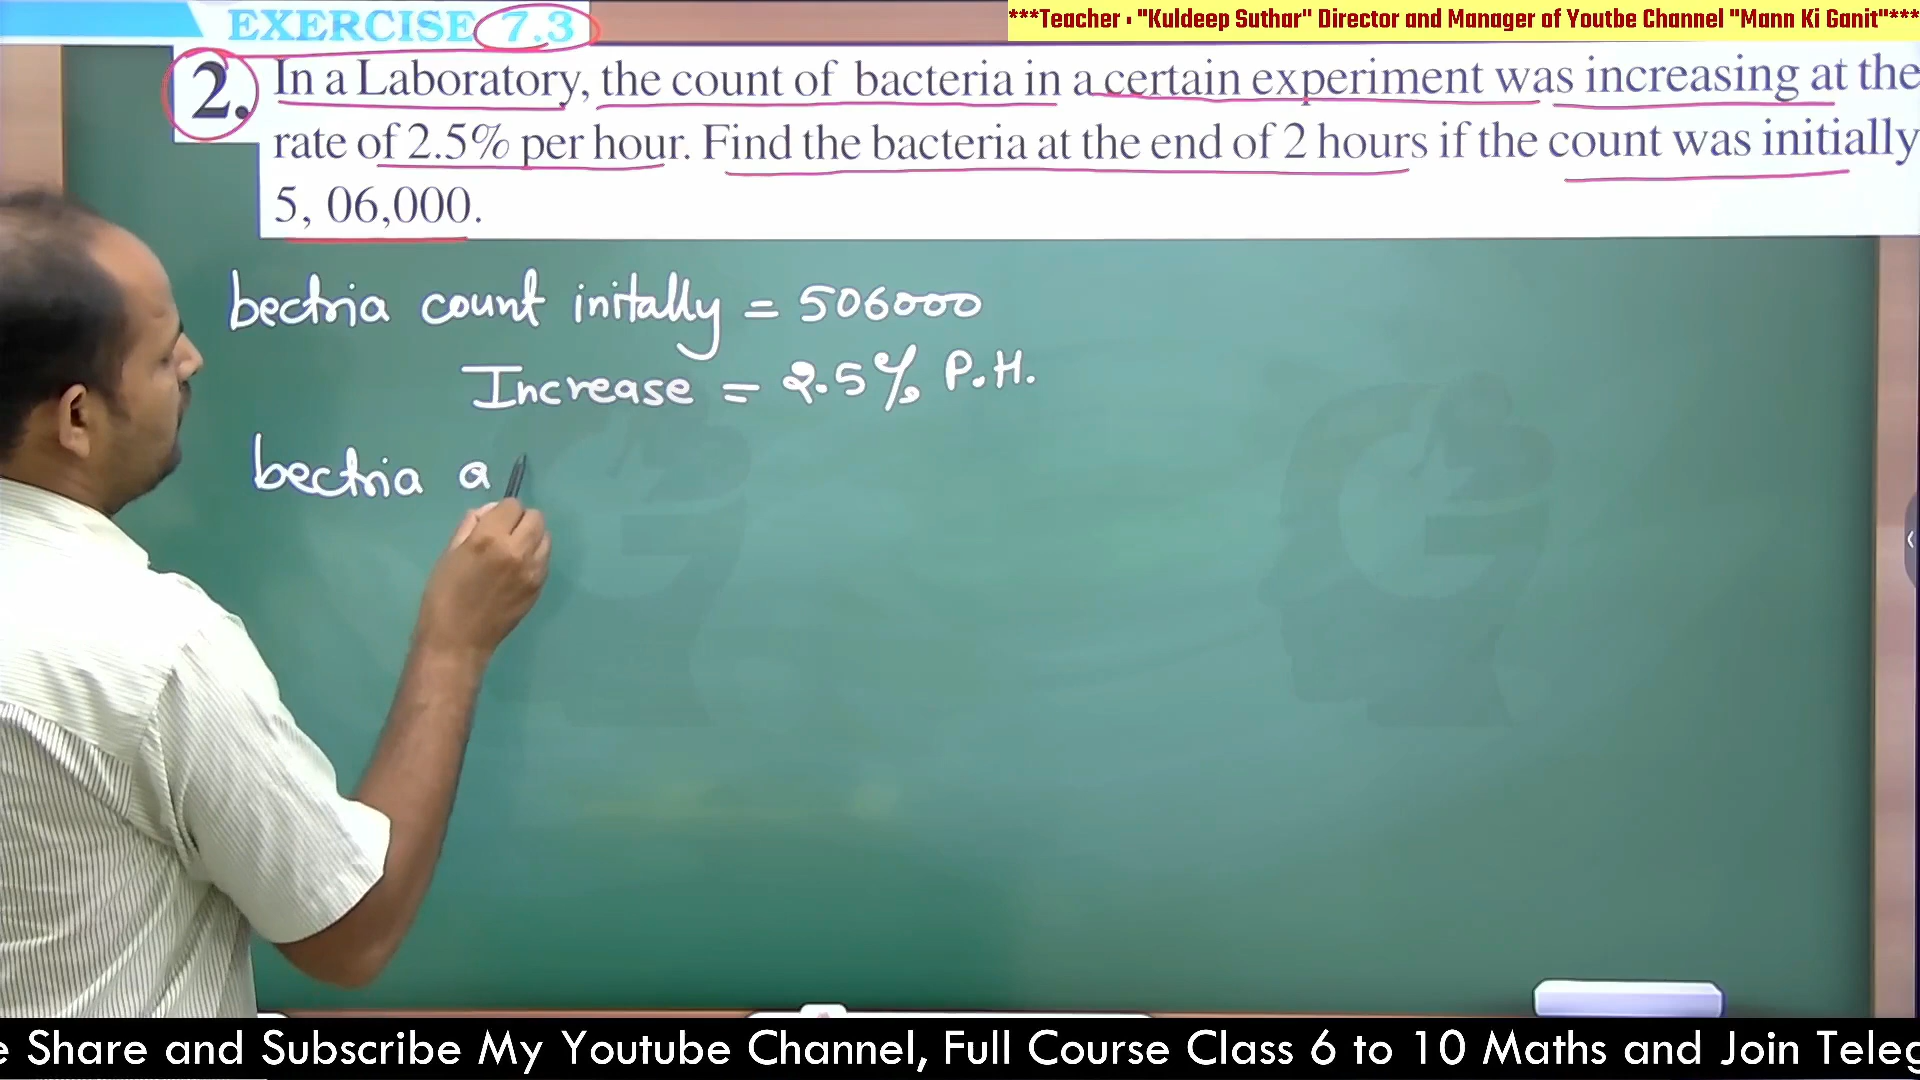 EXERCISE 7.3
***Teacher : "Kuldeep Suthar" Director and Manager of Youtbe Channel "Mann Ki Ganit"***
2. In a Laboratory, the count of bacteria in a certain experiment was increasing at the
rate of 2.5% per hour. Find the bacteria at the end of 2 hours if the count was initially
5, 06,000.
bectria count initally = 506000
Increase = 2.5% P.H.
bectria a
e Share and Subscribe My Youtube Channel, Full Course Class 6 to 10 Maths and Join Teleg